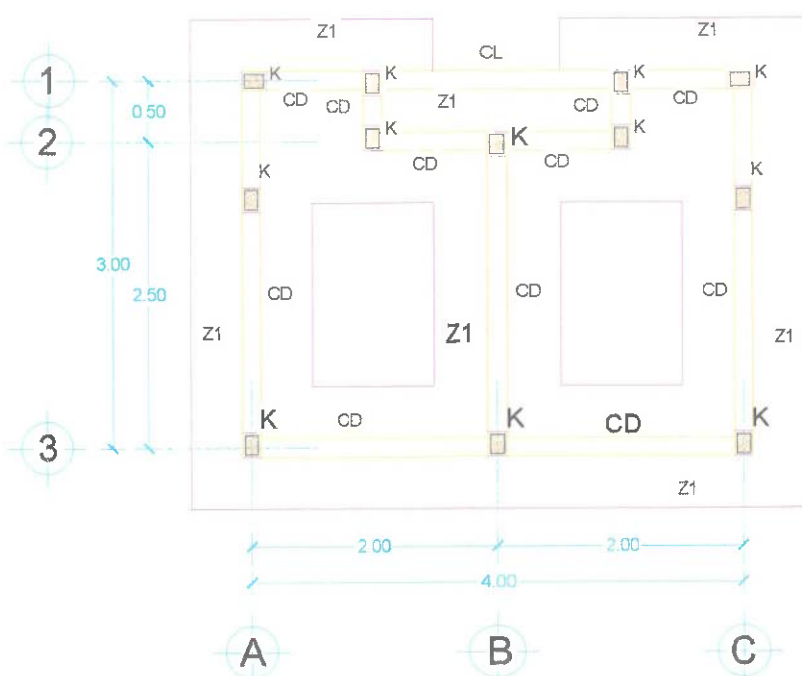 Z1 Z1
CL
1 K K K K
0.50 CD CD Z1 CD CD
2 K K K
CD CD
K K
3.00 2.50 CD CD CD
Z1 Z1 Z1
CD CD
3 K K K
Z1
2.00 2.00
4.00
A B C